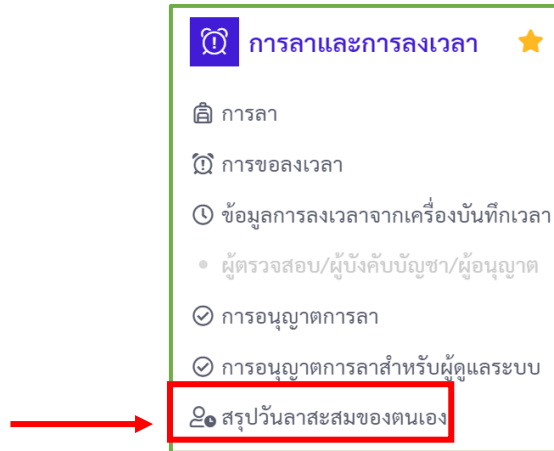 การลาและการลงเวลา
การลา
การขอลงเวลา
ข้อมูลการลงเวลาจากเครื่องบันทึกเวลา
ผู้ตรวจสอบ/ผู้บังคับบัญชา/ผู้อนุญาต
การอนุญาตการลา
การอนุญาตการลาสำหรับผู้ดูแลระบบ
สรุปวันลาสะสมของตนเอง